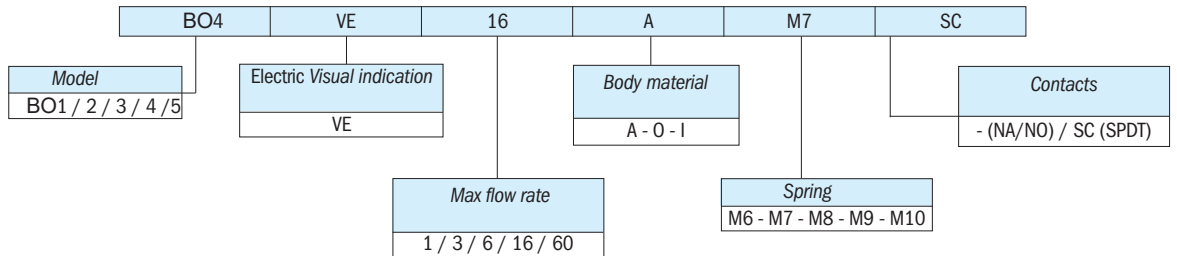 BO4 VE 16 A M7 SC
Model
BO1 / 2 / 3 / 4 /5
Electric Visual indication
VE
Max flow rate
1 / 3 / 6 / 16 / 60
Body material
A - O - I
Spring
M6 - M7 - M8 - M9 - M10
Contacts
- (NA/NO) / SC (SPDT)